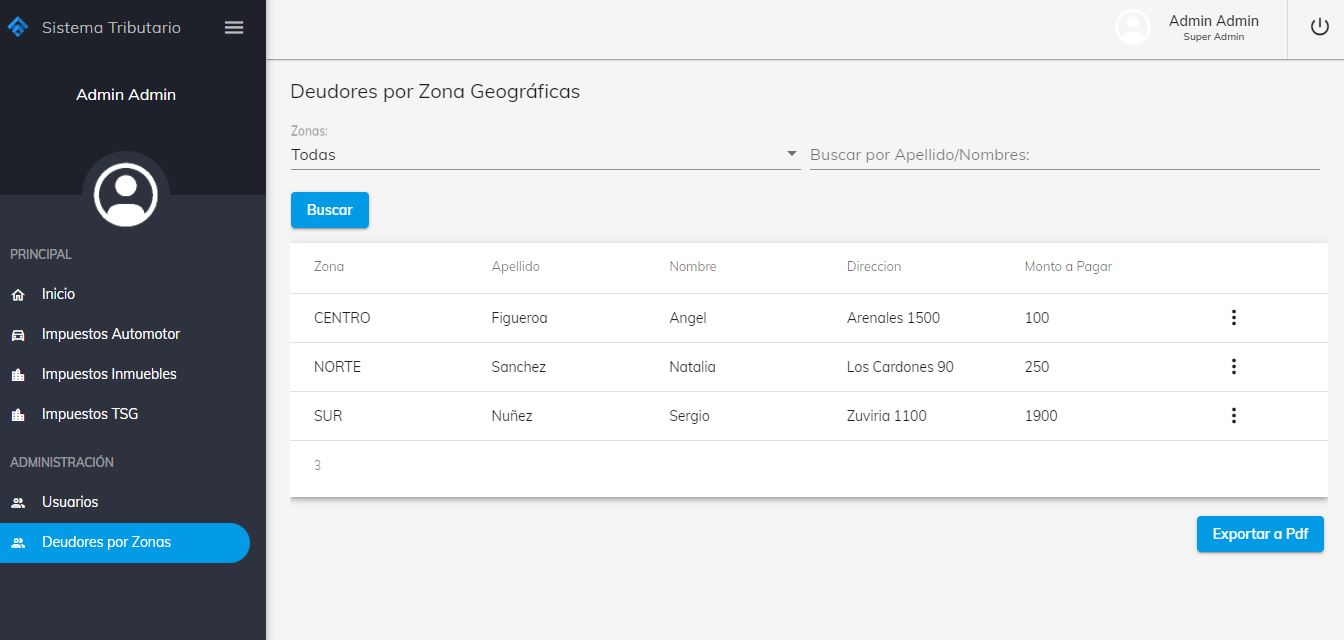 Sistema Tributario
Admin Admin
PRINCIPAL
Inicio
Impuestos Automotor
Impuestos Inmuebles
Impuestos TSG
ADMINISTRACIÓN
Usuarios
Deudores por Zonas
Admin Admin
Super Admin
Deudores por Zona Geográficas
Zonas:
Todas
Buscar por Apellido/Nombres:
Buscar
Zona Apellido Nombre Direccion Monto a Pagar
CENTRO Figueroa Angel Arenales 1500 100
NORTE Sanchez Natalia Los Cardones 90 250
SUR Nuñez Sergio Zuviria 1100 1900
3
Exportar a Pdf